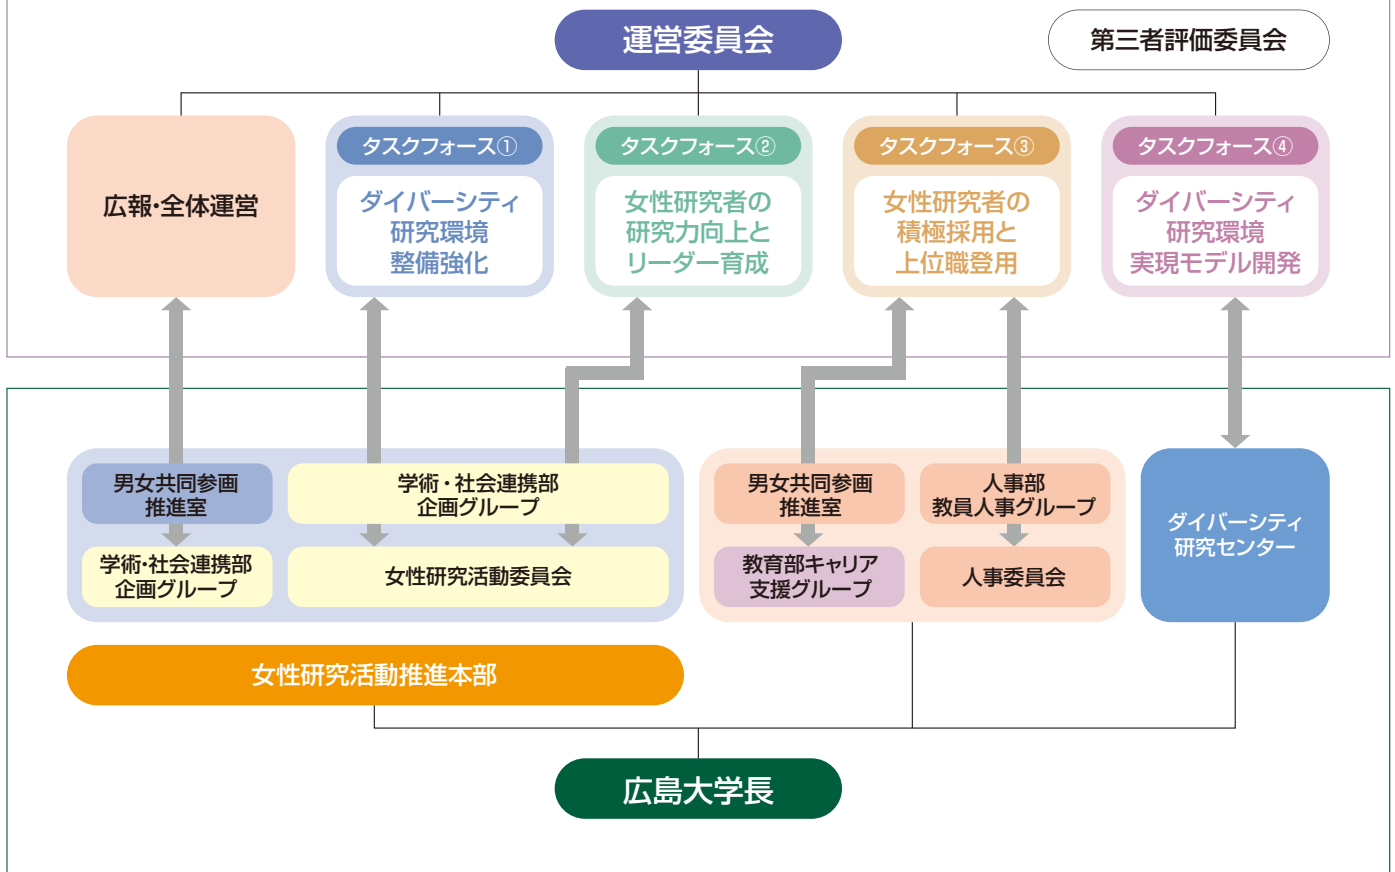 運営委員会
第三者評価委員会
広報・全体運営
タスクフォース①
ダイバーシティ
研究環境
整備強化
タスクフォース②
女性研究者の
研究力向上と
リーダー育成
タスクフォース③
女性研究者の
積極採用と
上位職登用
タスクフォース④
ダイバーシティ
研究環境
実現モデル開発
男女共同参画
推進室
学術・社会連携部
企画グループ
学術・社会連携部
企画グループ
女性研究活動委員会
男女共同参画
推進室
教育部キャリア
支援グループ
人事部
教員人事グループ
人事委員会
ダイバーシティ
研究センター
女性研究活動推進本部
広島大学長